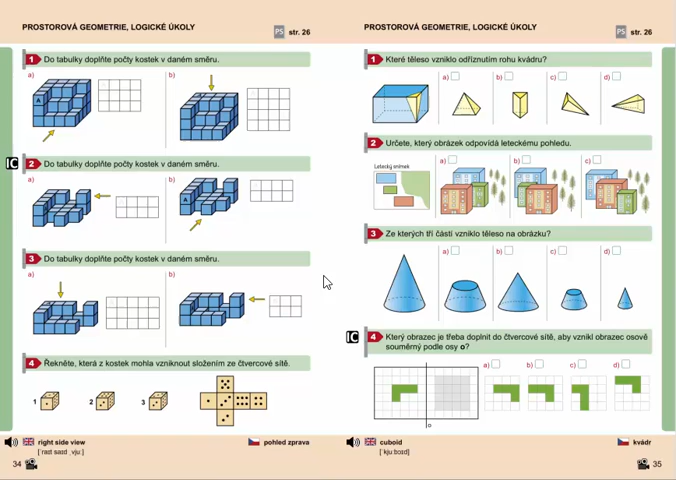 PROSTOROVÁ GEOMETRIE, LOGICKÉ ÚKOLY
PS str. 26
1 Do tabulky doplňte počty kostek v daném směru.
a)
b)
A
IC
2 Do tabulky doplňte počty kostek v daném směru.
a)
b)
A
3 Do tabulky doplňte počty kostek v daném směru.
a)
b)
4 Řekněte, která z kostek mohla vzniknout složením ze čtvercové sítě.
1
2
3
right side view
[ˈraɪt saɪd ˌvjuː]
pohled zprava
34
PROSTOROVÁ GEOMETRIE, LOGICKÉ ÚKOLY
PS str. 26
1 Které těleso vzniklo odříznutím rohu kvádru?
a)
b)
c)
d)
2 Určete, který obrázek odpovídá leteckému pohledu.
Letecký snímek
a)
b)
c)
3 Ze kterých tří částí vzniklo těleso na obrázku?
a)
b)
c)
d)
IC
4 Který obrazec je třeba doplnit do čtvercové sítě, aby vznikl obrazec osově
souměrný podle osy o?
a)
b)
c)
d)
o
cuboid
[ˈkjuːbɔɪd]
kvádr
35